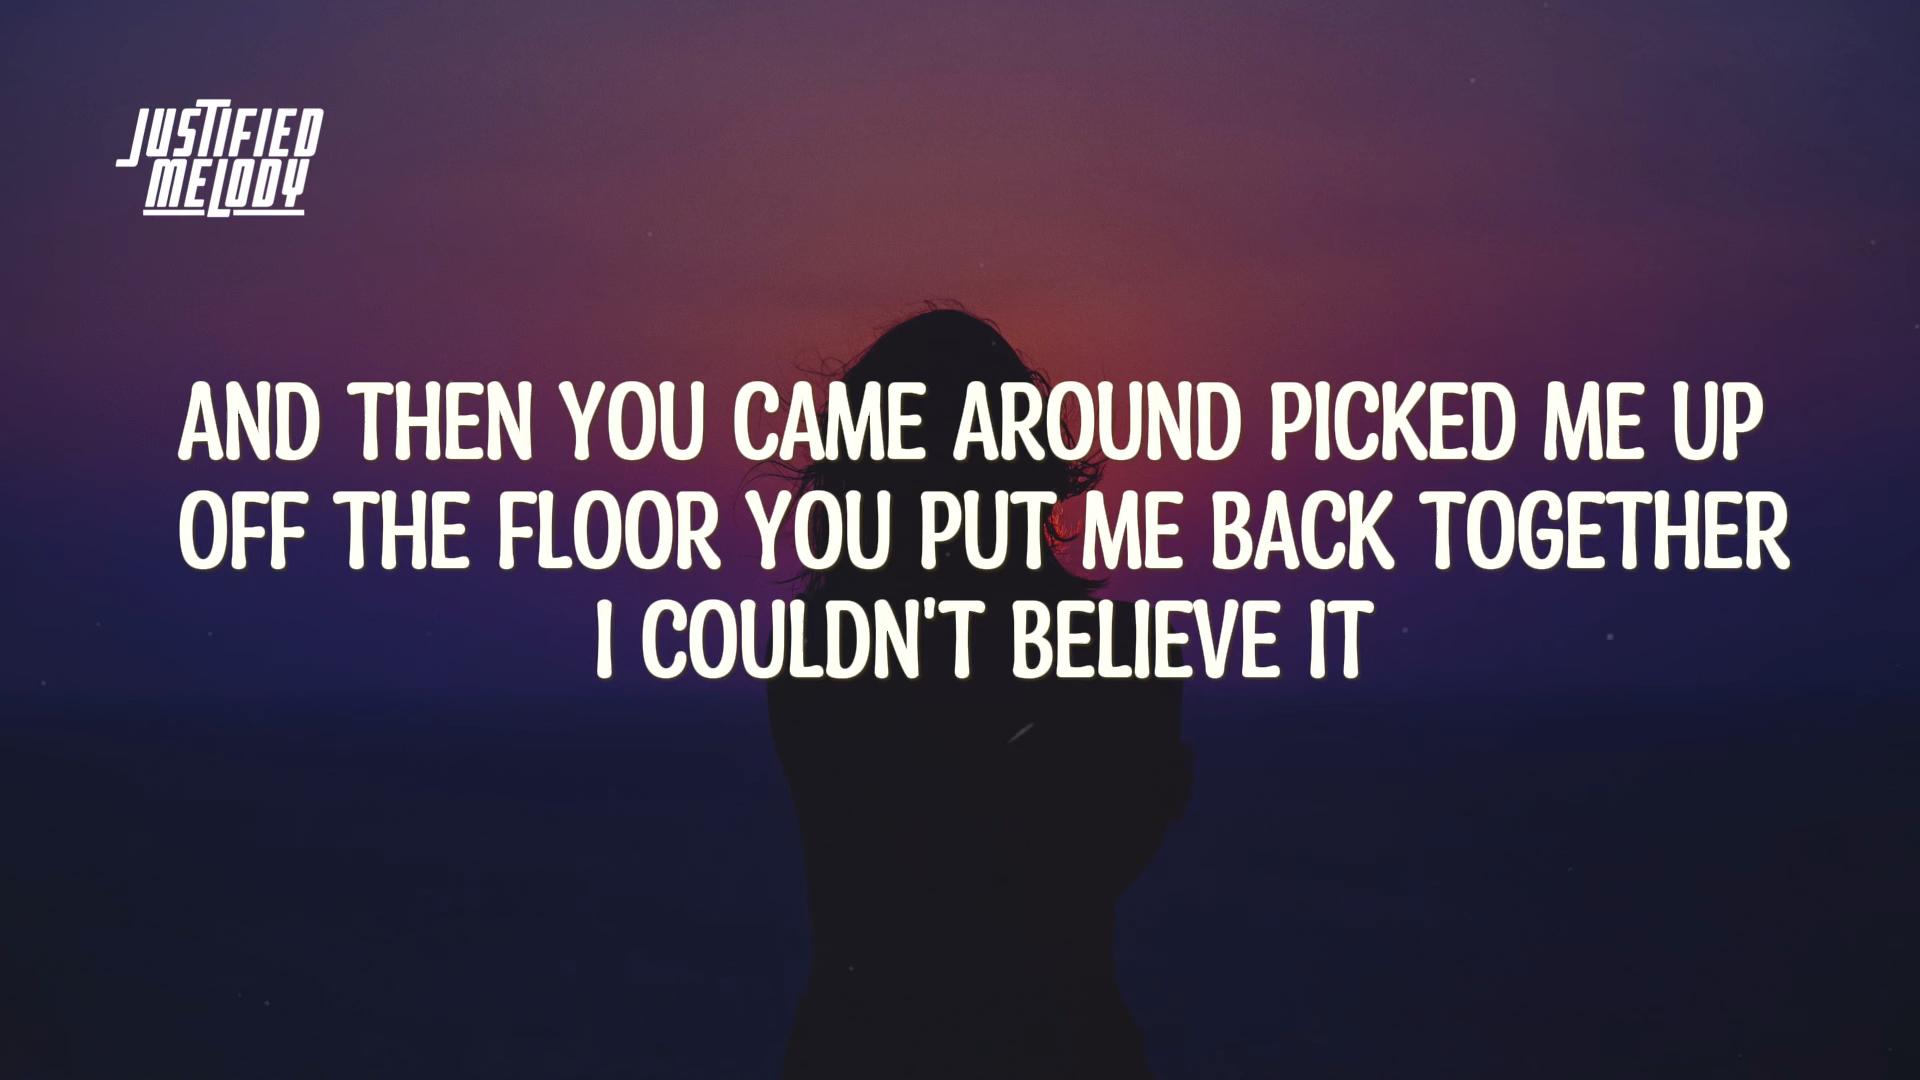 JUSTIFIED
MELODY
AND THEN YOU CAME AROUND PICKED ME UP
OFF THE FLOOR YOU PUT ME BACK TOGETHER
I COULDN'T BELIEVE IT